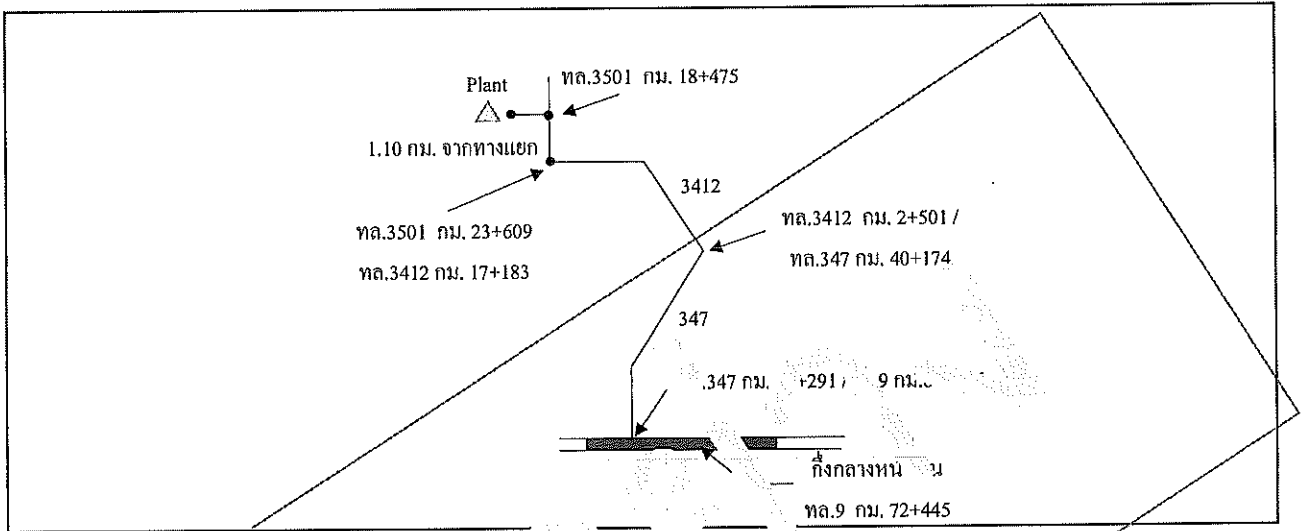 Plant
ทล.3501 กม. 18+475
1.10 กม. จากทางแยก
3412
ทล.3501 กม. 23+609
ทล.3412 กม. 17+183
ทล.3412 กม. 2+501 /
ทล.347 กม. 40+174
347
.347 กม. +291 / 9 กม.
กึ่งกลาง
ทล.9 กม. 72+445